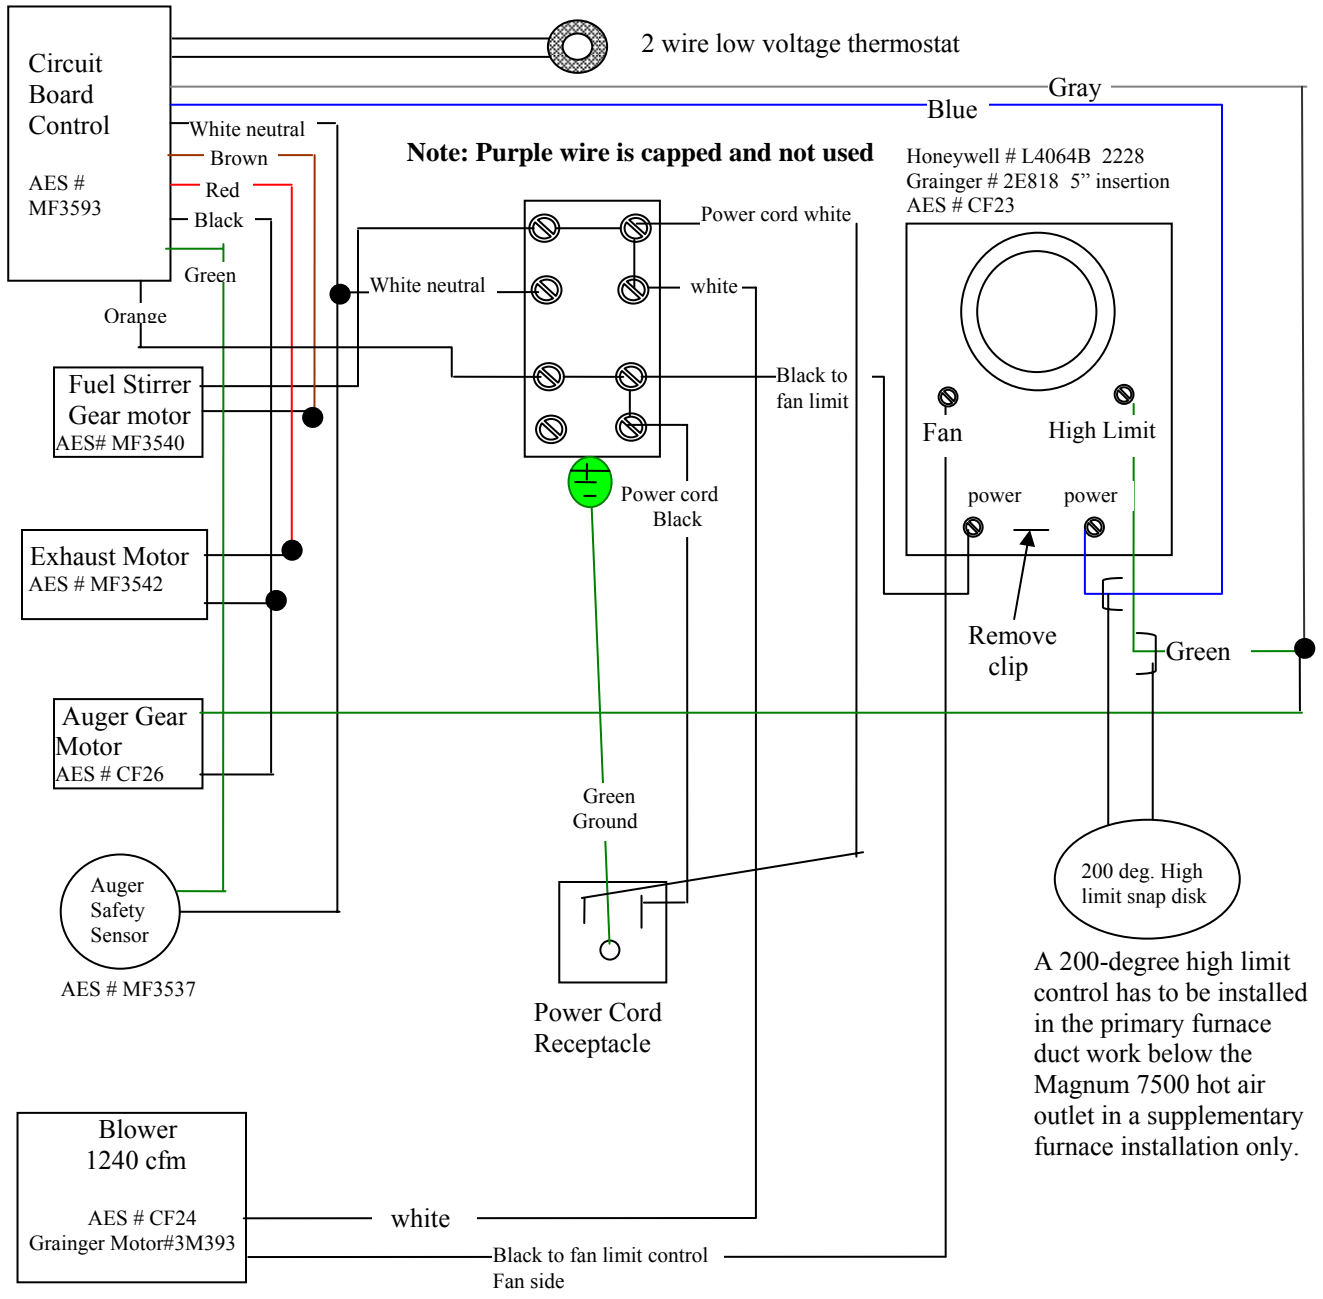 Circuit
Board
Control
AES #
MF3593
2 wire low voltage thermostat
Gray
Blue
White neutral
Brown
Red
Black
Green
Orange
Note: Purple wire is capped and not used
Honeywell # L4064B 2228
Grainger # 2E818 5” insertion
AES # CF23
Power cord white
White neutral
white
Black to
fan limit
Fan
High Limit
power
power
Remove
clip
Green
Fuel Stirrer
Gear motor
AES# MF3540
Power cord
Black
Exhaust Motor
AES # MF3542
Auger Gear
Motor
AES # CF26
Green
Ground
Auger
Safety
Sensor
AES # MF3537
Power Cord
Receptacle
200 deg. High
limit snap disk
A 200-degree high limit
control has to be installed
in the primary furnace
duct work below the
Magnum 7500 hot air
outlet in a supplementary
furnace installation only.
Blower
1240 cfm
AES # CF24
Grainger Motor#3M393
white
Black to fan limit control
Fan side